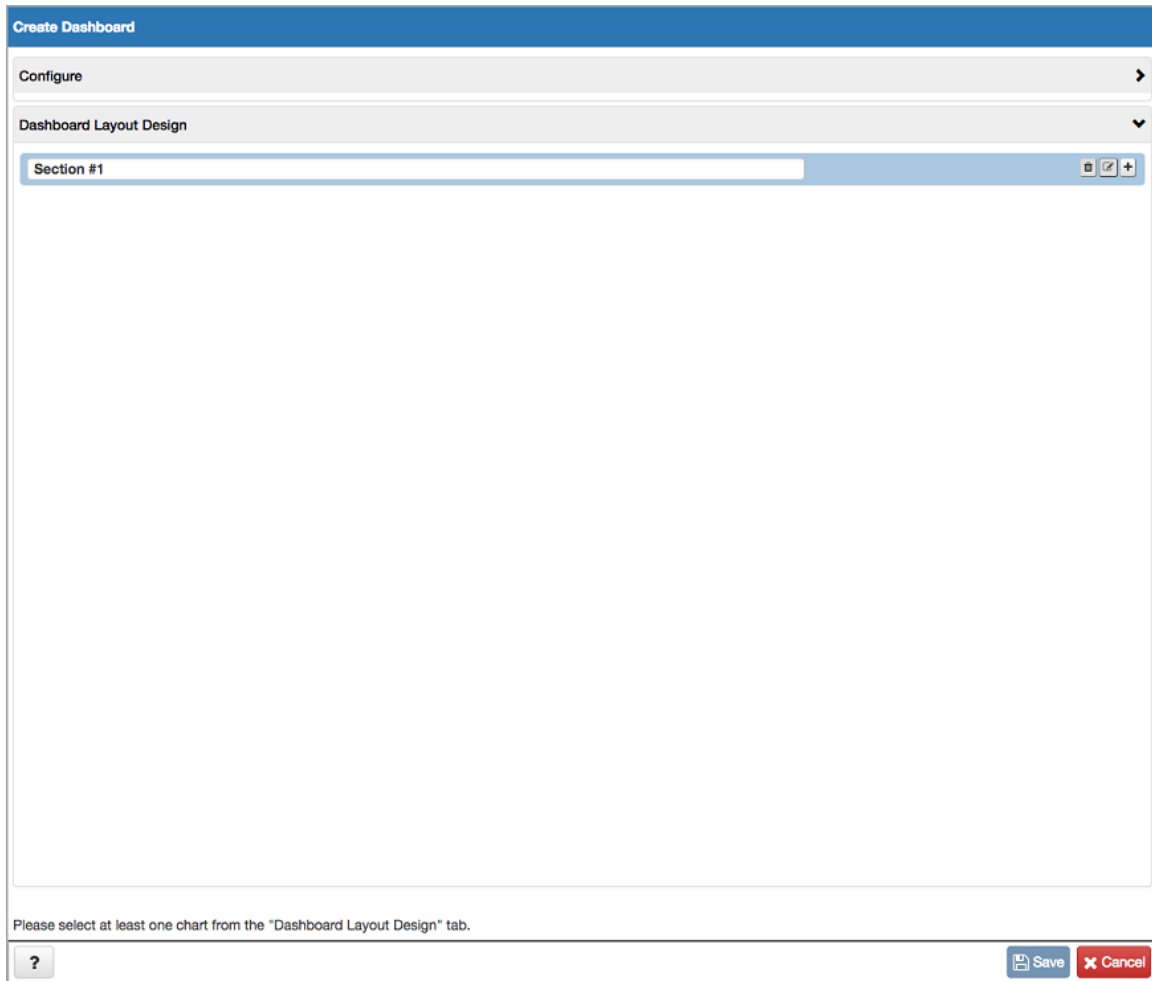 Create Dashboard
Configure
Dashboard Layout Design
Section #1
Please select at least one chart from the "Dashboard Layout Design" tab.
? Save Cancel